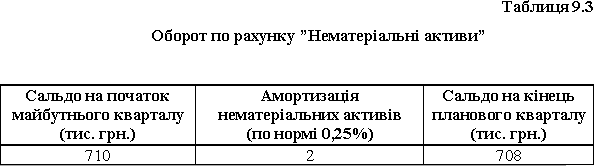 Таблиця 9.3
Оборот по рахунку ”Нематеріальні активи”
Сальдо на початок майбутнього кварталу (тис. грн.)
Амортизація нематеріальних активів (по нормі 0,25%)
Сальдо на кінець планового кварталу (тис. грн.)
710
2
708